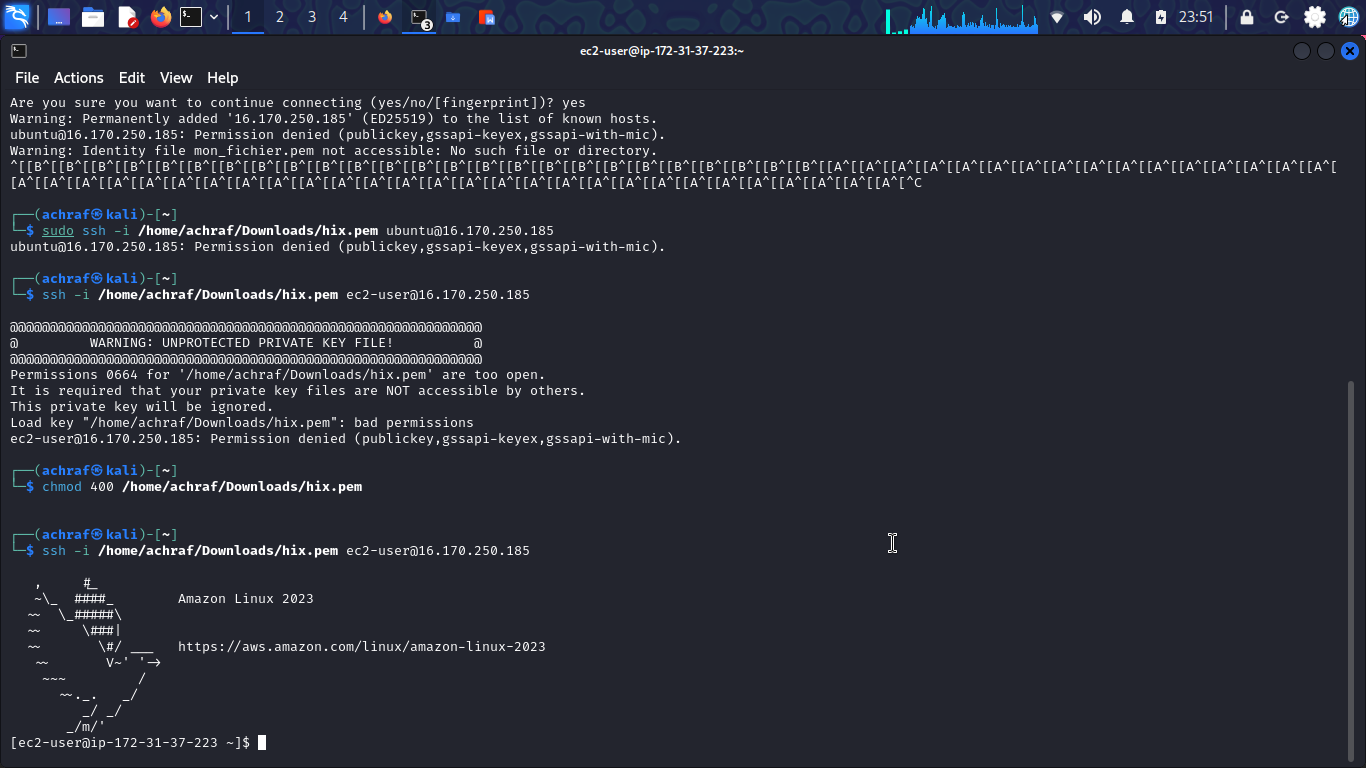 1 2 3 4 3 23:51
ec2-user@ip-172-31-37-223:~
File Actions Edit View Help
Are you sure you want to continue connecting (yes/no/[fingerprint])? yes
Warning: Permanently added '16.170.250.185' (ED25519) to the list of known hosts.
ubuntu@16.170.250.185: Permission denied (publickey,gssapi-keyex,gssapi-with-mic).
Warning: Identity file mon_fichier.pem not accessible: No such file or directory.
^[[B^[[B^[[B^[[B^[[B^[[B^[[B^[[B^[[B^[[B^[[B^[[B^[[B^[[B^[[B^[[B^[[B^[[B^[[B^[[B^[[B^[[B^[[B^[[B^[[B^[[A^[[A^[[A^[[A^[[A^[[A^[[A^[[A^[[A^[[A^[[A^[[A^[[A^[[A^[[A^[
[A^[[A^[[A^[[A^[[A^[[A^[[A^[[A^[[A^[[A^[[A^[[A^[[A^[[A^[[A^[[A^[[A^[[A^[[A^[[A^[[A^[[A^[[A^[[A^[[A^[[A^[[A^[^C
┌──(achraf㉿kali)-[~]
└─$ sudo ssh -i /home/achraf/Downloads/hix.pem ubuntu@16.170.250.185
ubuntu@16.170.250.185: Permission denied (publickey,gssapi-keyex,gssapi-with-mic).
┌──(achraf㉿kali)-[~]
└─$ ssh -i /home/achraf/Downloads/hix.pem ec2-user@16.170.250.185
@@@@@@@@@@@@@@@@@@@@@@@@@@@@@@@@@@@@@@@@@@@@@@@@@@@@@@@@@@@
@         WARNING: UNPROTECTED PRIVATE KEY FILE!          @
@@@@@@@@@@@@@@@@@@@@@@@@@@@@@@@@@@@@@@@@@@@@@@@@@@@@@@@@@@@
Permissions 0664 for '/home/achraf/Downloads/hix.pem' are too open.
It is required that your private key files are NOT accessible by others.
This private key will be ignored.
Load key "/home/achraf/Downloads/hix.pem": bad permissions
ec2-user@16.170.250.185: Permission denied (publickey,gssapi-keyex,gssapi-with-mic).
┌──(achraf㉿kali)-[~]
└─$ chmod 400 /home/achraf/Downloads/hix.pem
┌──(achraf㉿kali)-[~]
└─$ ssh -i /home/achraf/Downloads/hix.pem ec2-user@16.170.250.185
   ,     #_
   ~\_  ####_        Amazon Linux 2023
  ~~  \_#####\
  ~~     \###|
  ~~       \#/ ___   https://aws.amazon.com/linux/amazon-linux-2023
   ~~       V~' '->
    ~~~         /
      ~~._.   _/
         _/ _/
       _/m/'
[ec2-user@ip-172-31-37-223 ~]$